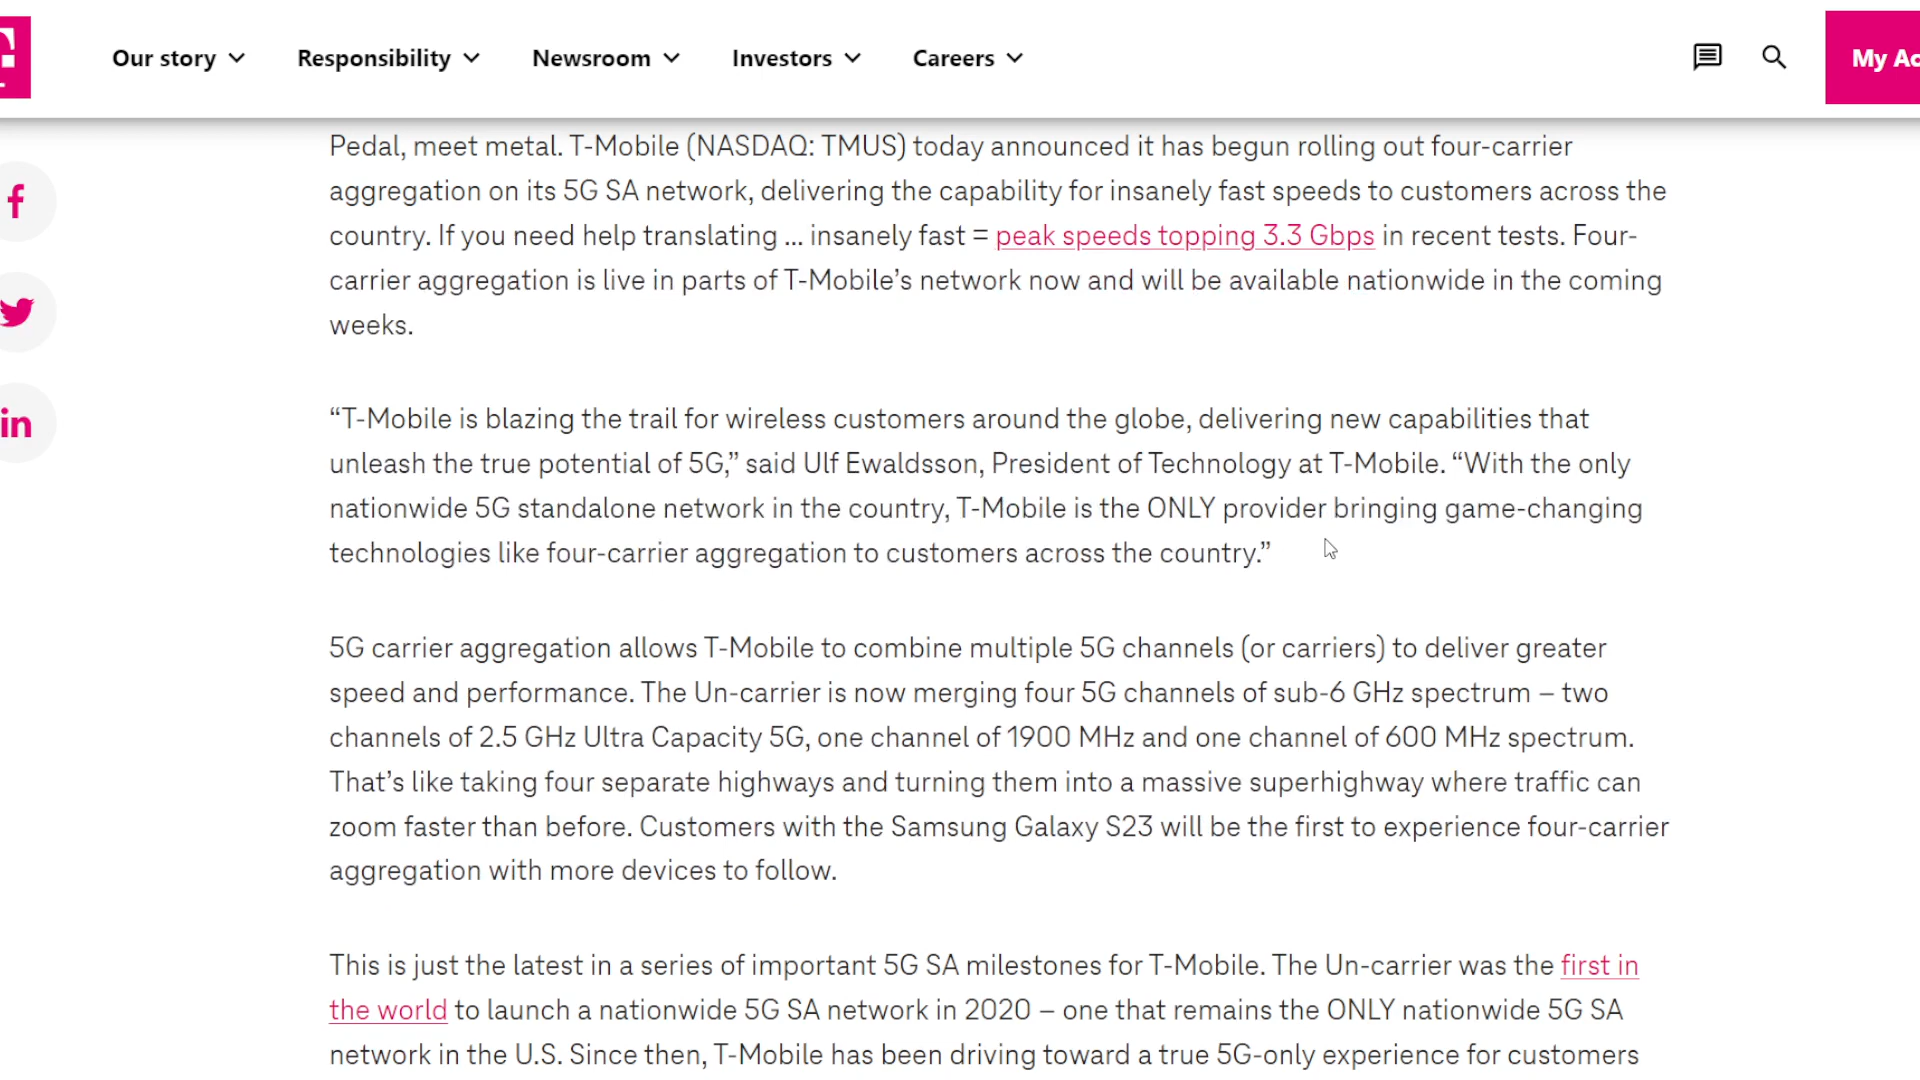 Our story
Responsibility
Newsroom
Investors
Careers
My Ac
Pedal, meet metal. T-Mobile (NASDAQ: TMUS) today announced it has begun rolling out four-carrier
aggregation on its 5G SA network, delivering the capability for insanely fast speeds to customers across the
country. If you need help translating … insanely fast = peak speeds topping 3.3 Gbps in recent tests. Four-
carrier aggregation is live in parts of T-Mobile’s network now and will be available nationwide in the coming
weeks.
“T-Mobile is blazing the trail for wireless customers around the globe, delivering new capabilities that
unleash the true potential of 5G,” said Ulf Ewaldsson, President of Technology at T-Mobile. “With the only
nationwide 5G standalone network in the country, T-Mobile is the ONLY provider bringing game-changing
technologies like four-carrier aggregation to customers across the country.”
5G carrier aggregation allows T-Mobile to combine multiple 5G channels (or carriers) to deliver greater
speed and performance. The Un-carrier is now merging four 5G channels of sub-6 GHz spectrum – two
channels of 2.5 GHz Ultra Capacity 5G, one channel of 1900 MHz and one channel of 600 MHz spectrum.
That’s like taking four separate highways and turning them into a massive superhighway where traffic can
zoom faster than before. Customers with the Samsung Galaxy S23 will be the first to experience four-carrier
aggregation with more devices to follow.
This is just the latest in a series of important 5G SA milestones for T-Mobile. The Un-carrier was the first in
the world to launch a nationwide 5G SA network in 2020 – one that remains the ONLY nationwide 5G SA
network in the U.S. Since then, T-Mobile has been driving toward a true 5G-only experience for customers